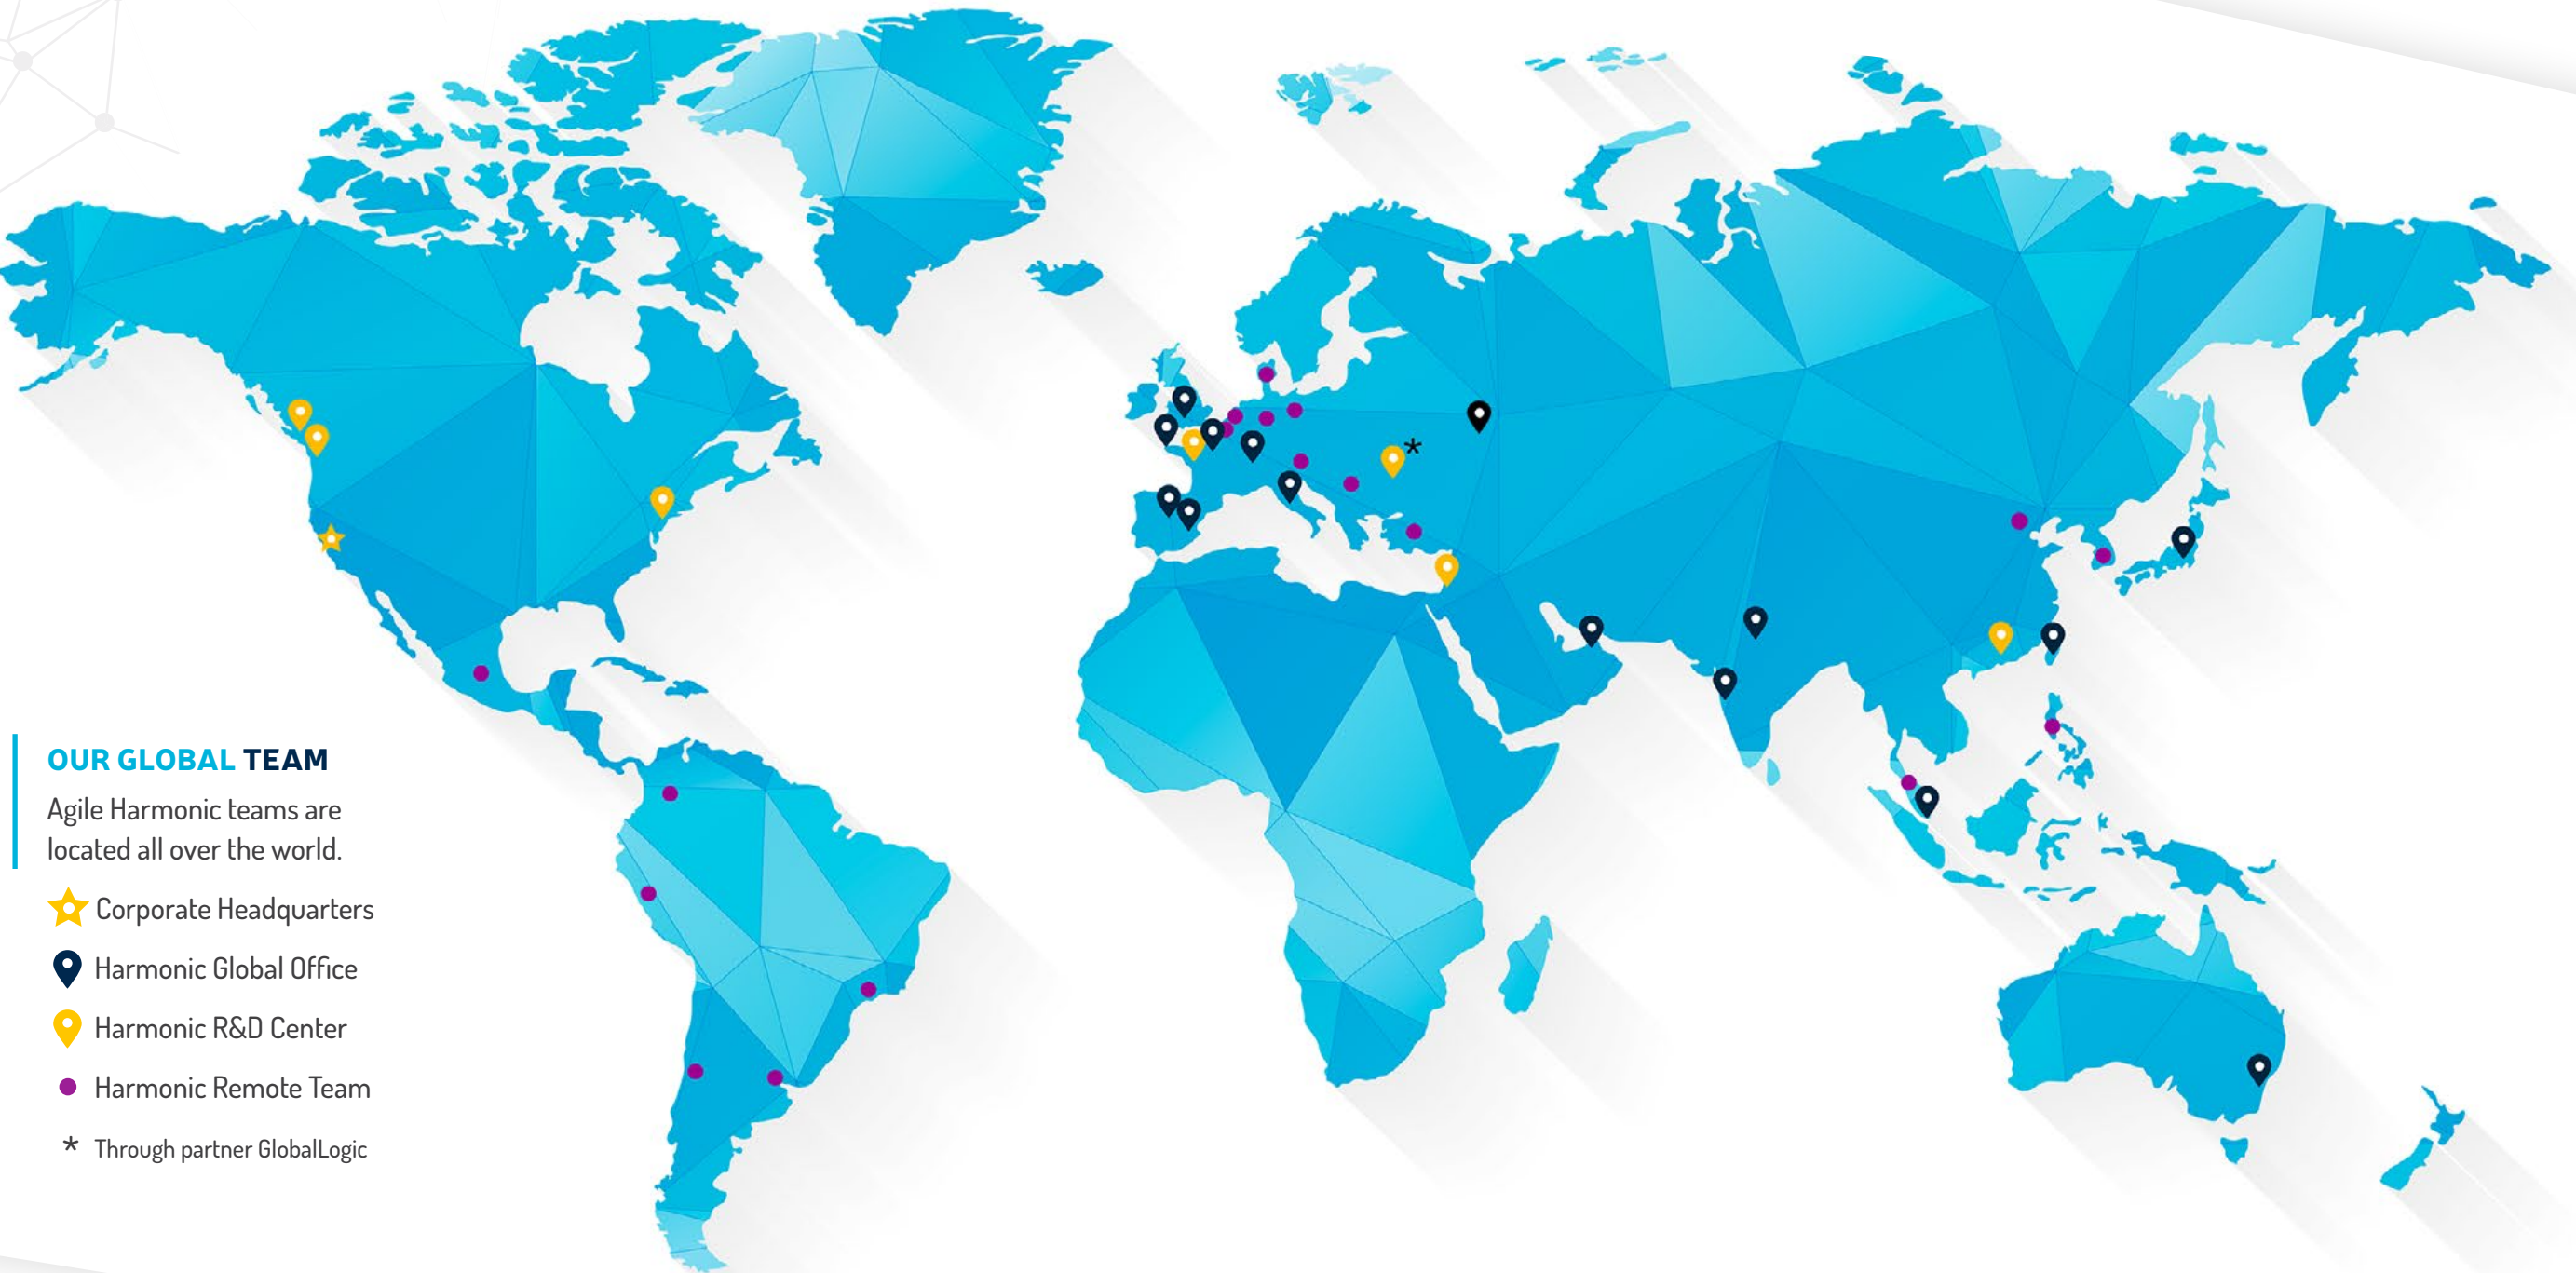 *
OUR GLOBAL TEAM
Agile Harmonic teams are
located all over the world.
Corporate Headquarters
Harmonic Global Office
Harmonic R&D Center
Harmonic Remote Team
* Through partner GlobalLogic